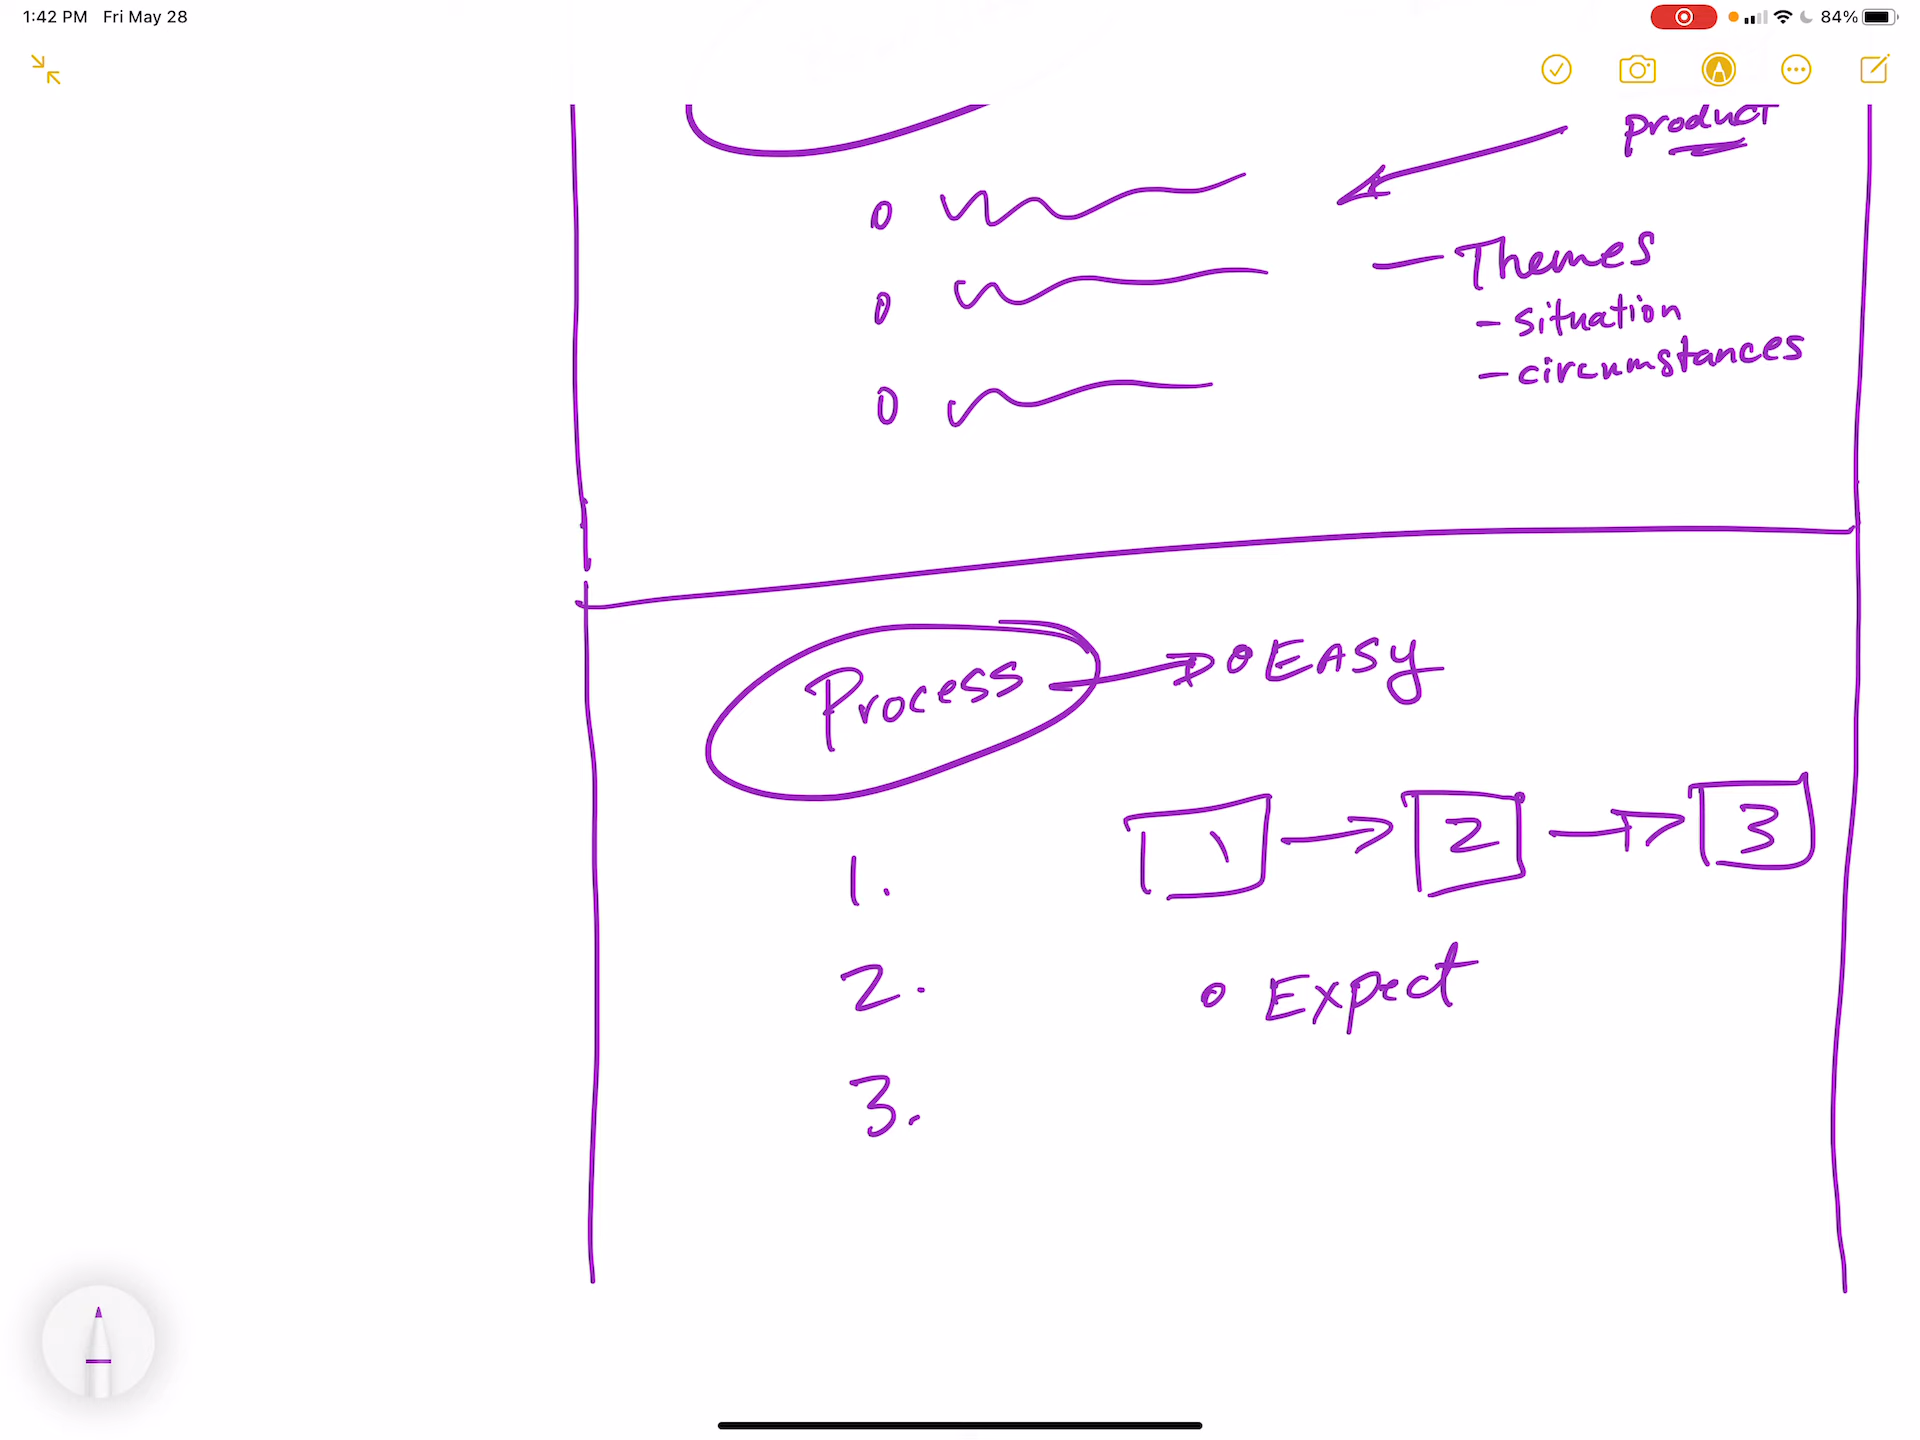 1:42 PM Fri May 28
84%
product
— Themes
- situation
- circumstances
Process
EASY
1 2 3
1.
2.
Expect
3.